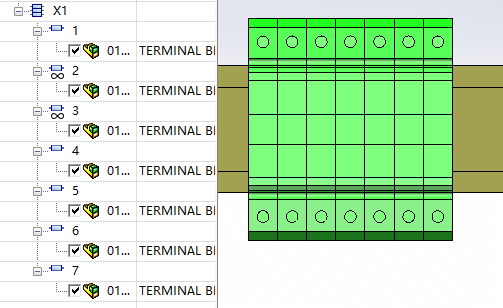 X1
1
01... TERMINAL BI
2
01... TERMINAL BI
3
01... TERMINAL BI
4
01... TERMINAL BI
5
01... TERMINAL BI
6
01... TERMINAL BI
7
01... TERMINAL BI